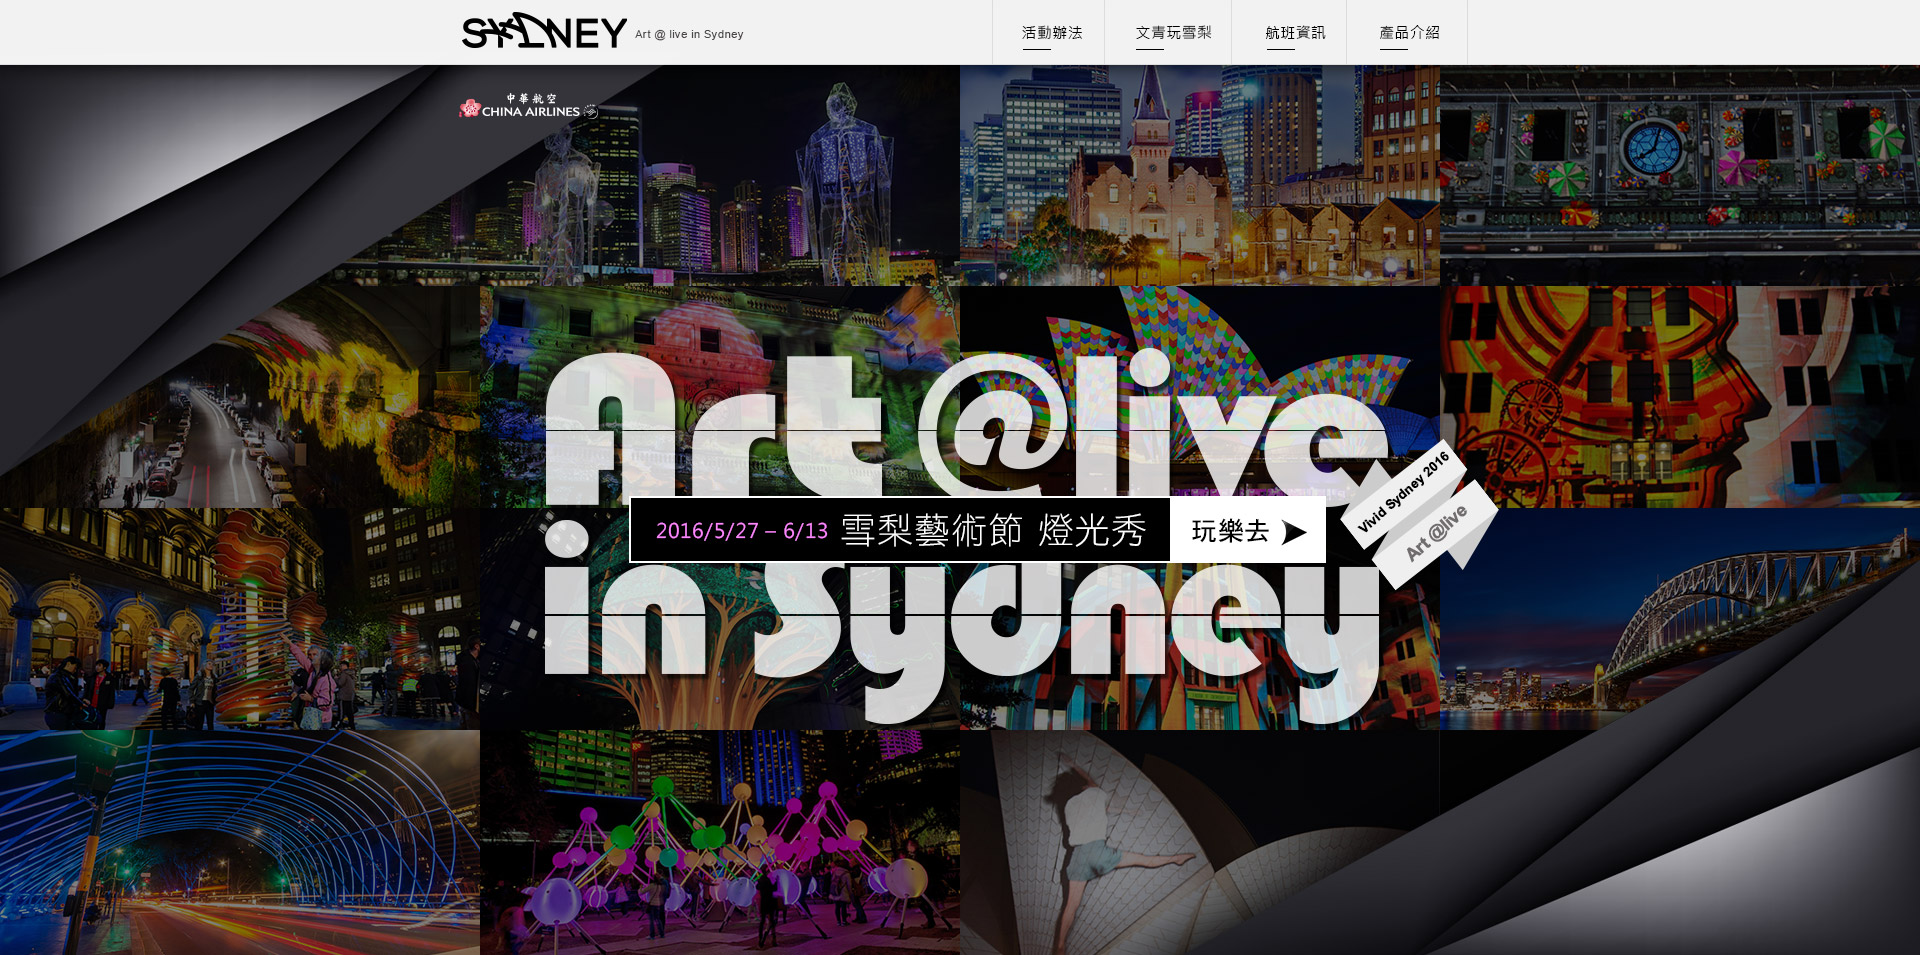 SYDNEY Art @ live in Sydney
活動辦法
文青玩雪梨
航班資訊
產品介紹
中華航空
CHINA AIRLINES
Art @live
2016/5/27 – 6/13 雪梨藝術節 燈光秀
玩樂去
Vivid Sydney 2016
Art @live
in Sydney